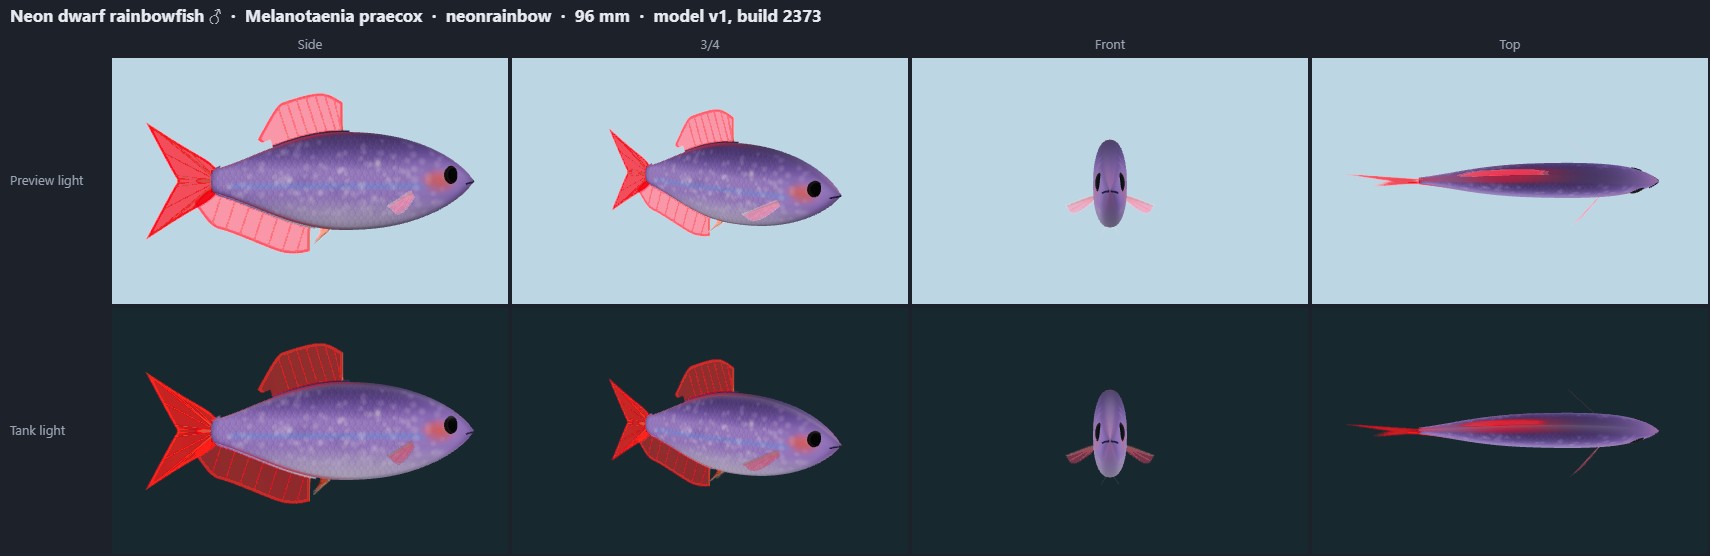 Neon dwarf rainbowfish ♂ · Melanotaenia praecox · neonrainbow · 96 mm · model v1, build 2373
Side 3/4 Front Top
Preview light
Tank light